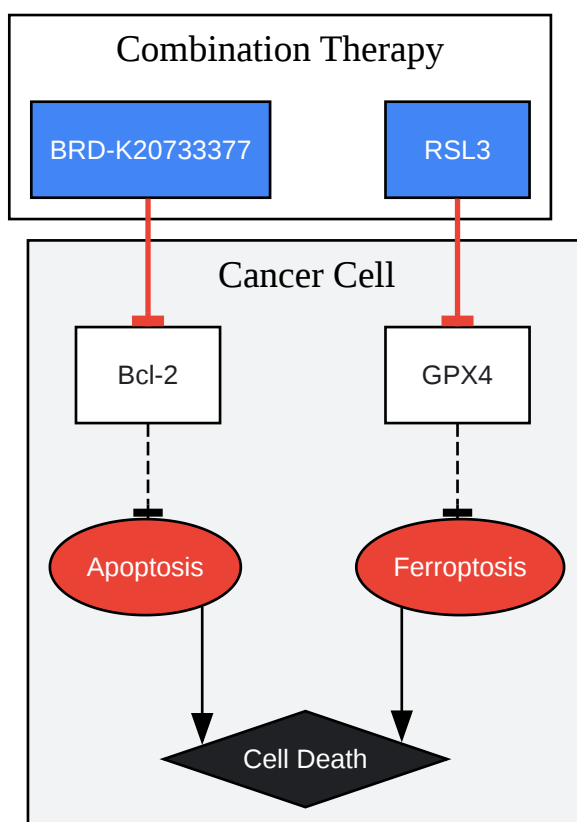 Combination Therapy
BRD-K20733377
RSL3
Cancer Cell
Bcl-2
GPX4
Apoptosis
Ferroptosis
Cell Death